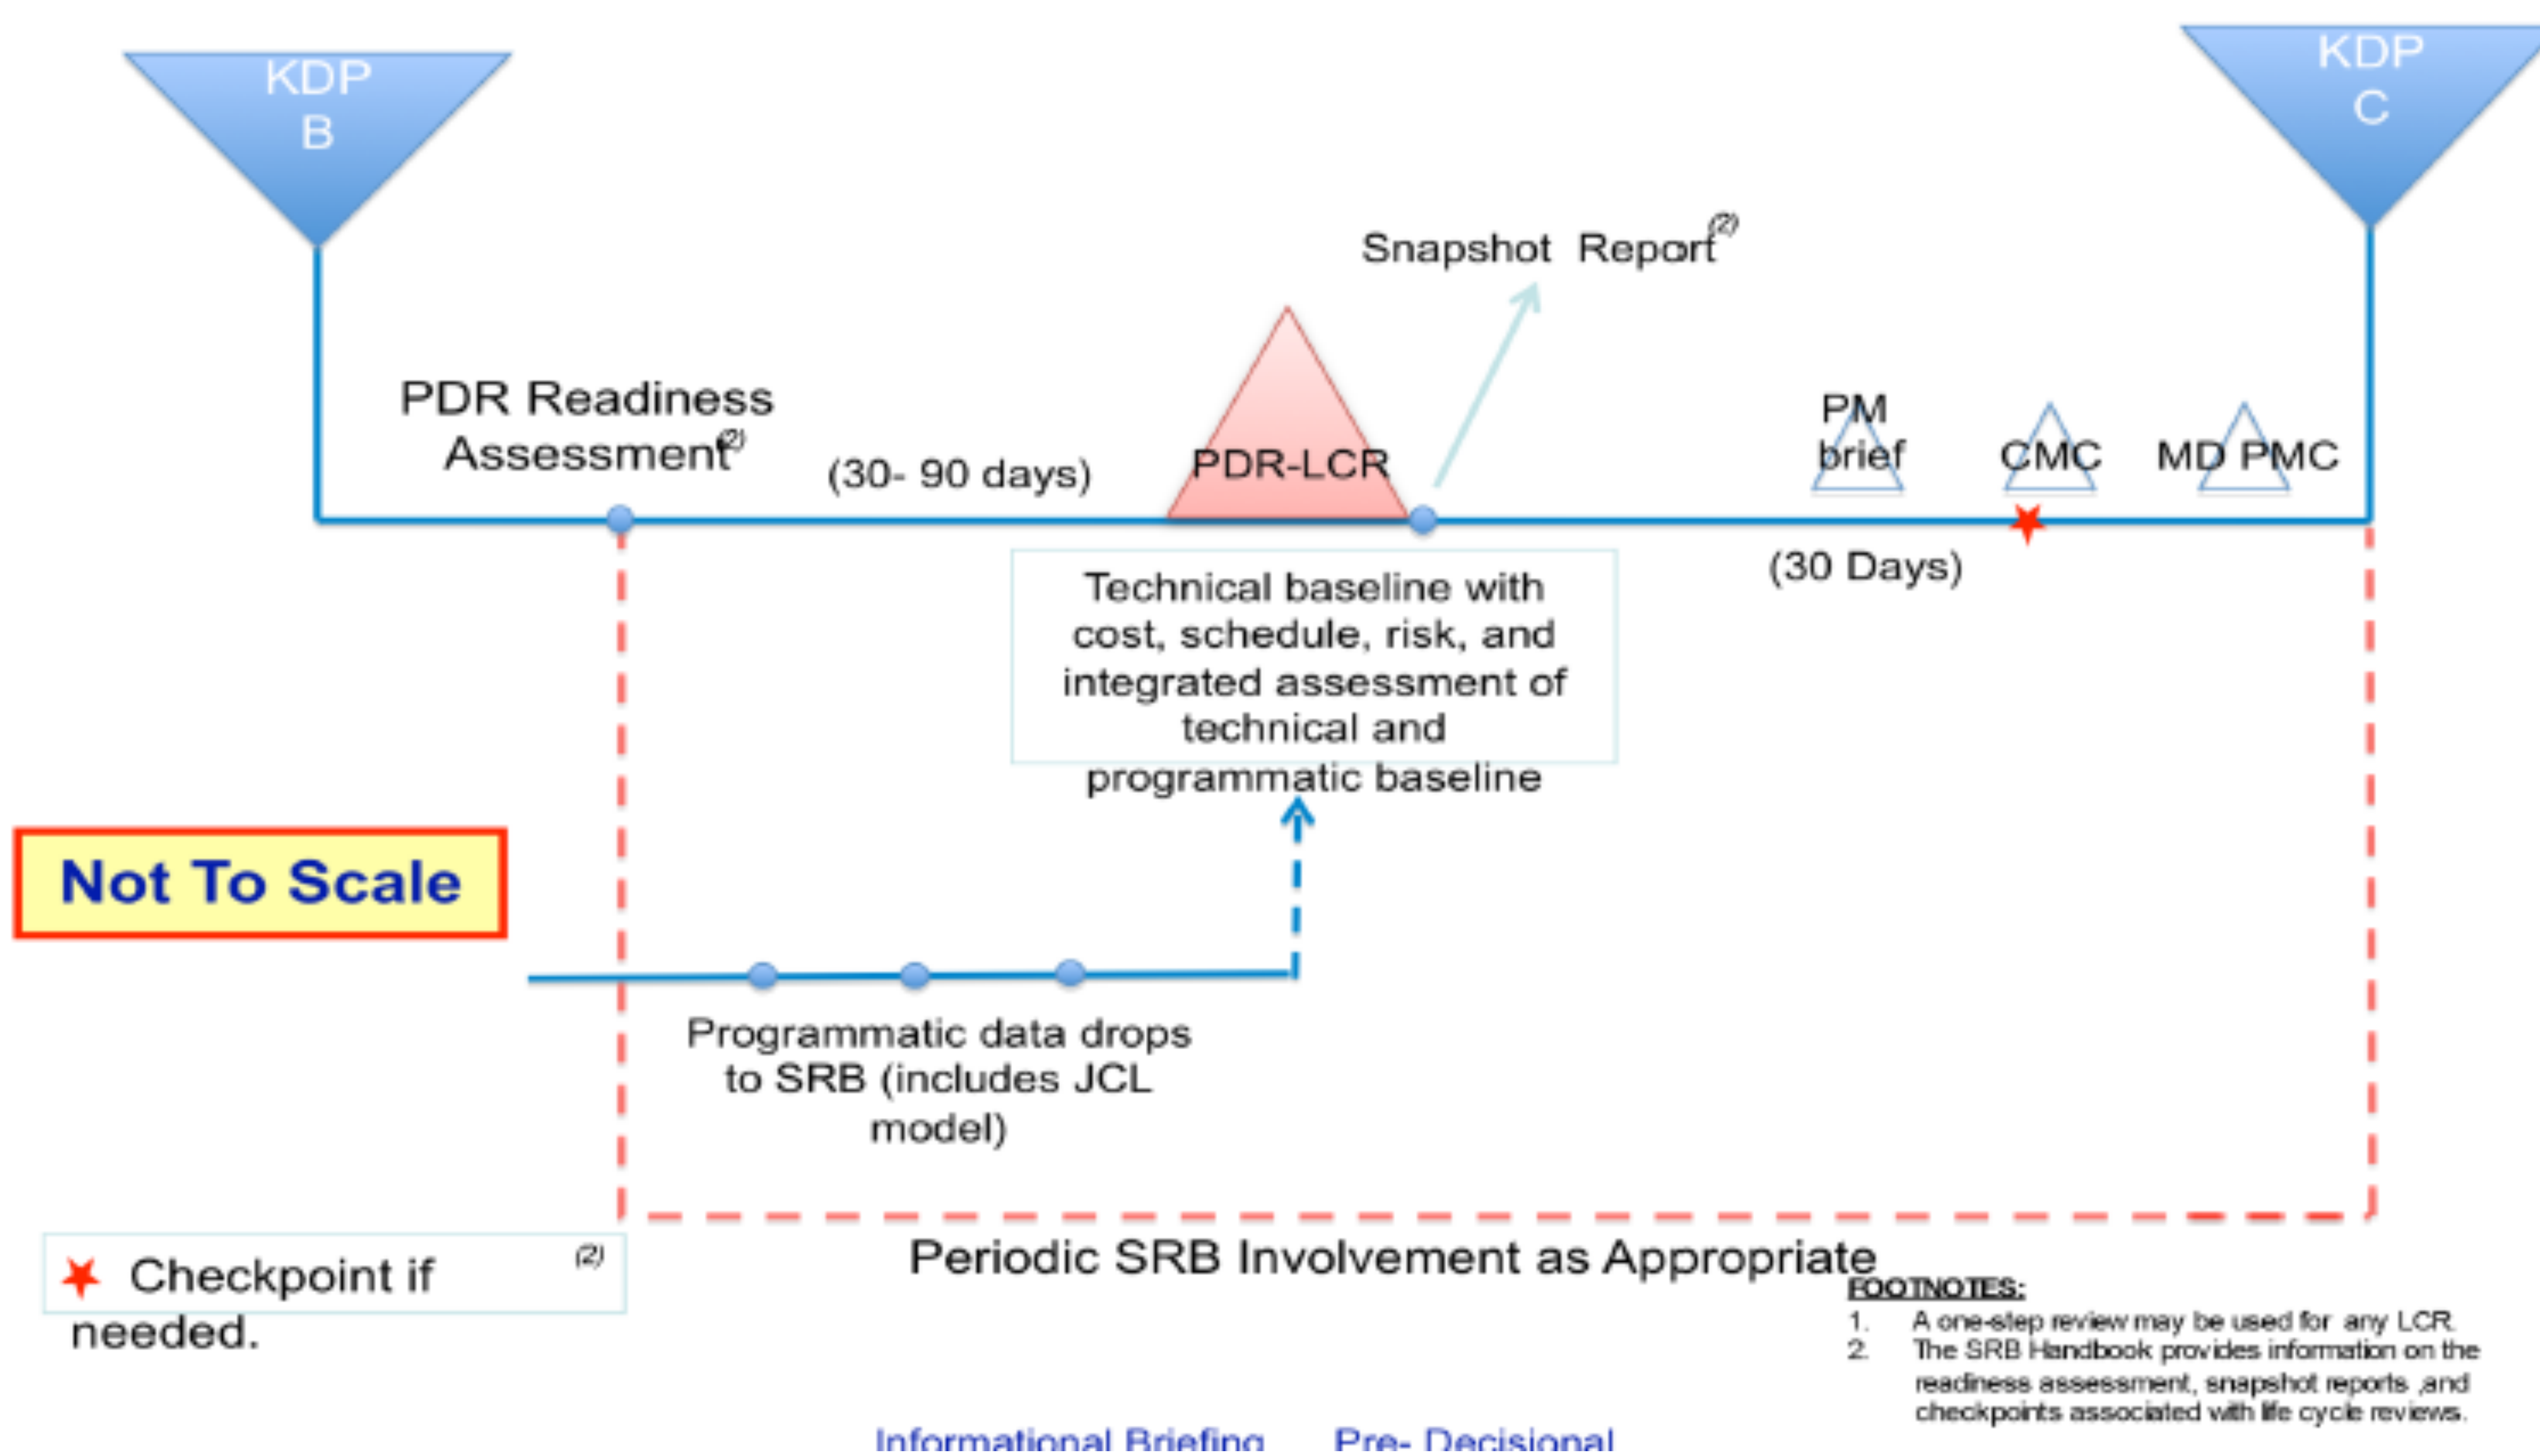 KDP
B
KDP
C
Snapshot Report(2)
PDR Readiness
Assessment(2)
(30- 90 days)
PDR-LCR
PM
brief
CMC
MD PMC
(30 Days)
Technical baseline with
cost, schedule, risk, and
integrated assessment of
technical and
programmatic baseline
Not To Scale
Programmatic data drops
to SRB (includes JCL
model)
Periodic SRB Involvement as Appropriate
Checkpoint if (2)
needed.
FOOTNOTES:
1. A one-step review may be used for any LCR.
2. The SRB Handbook provides information on the
readiness assessment, snapshot reports ,and
checkpoints associated with life cycle reviews.
Informational Briefing Pre- Decisional